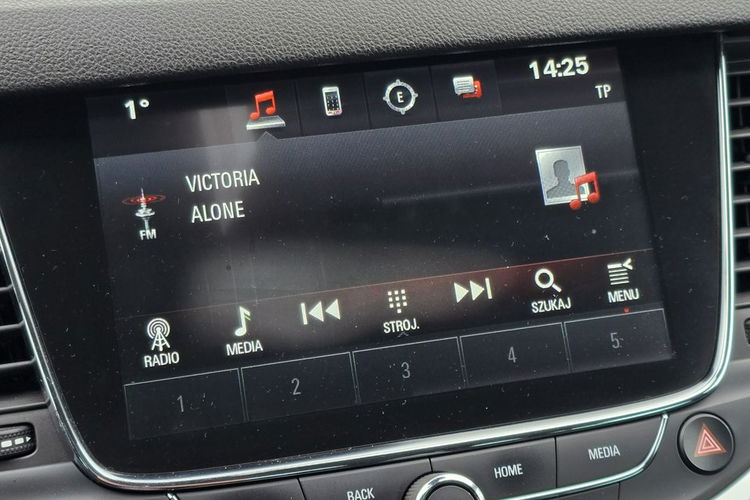 1° E 14:25
TP
VICTORIA
ALONE
FM
RADIO MEDIA STROJ. SZUKAJ MENU
1 2 3 4 5
BACK HOME MEDIA